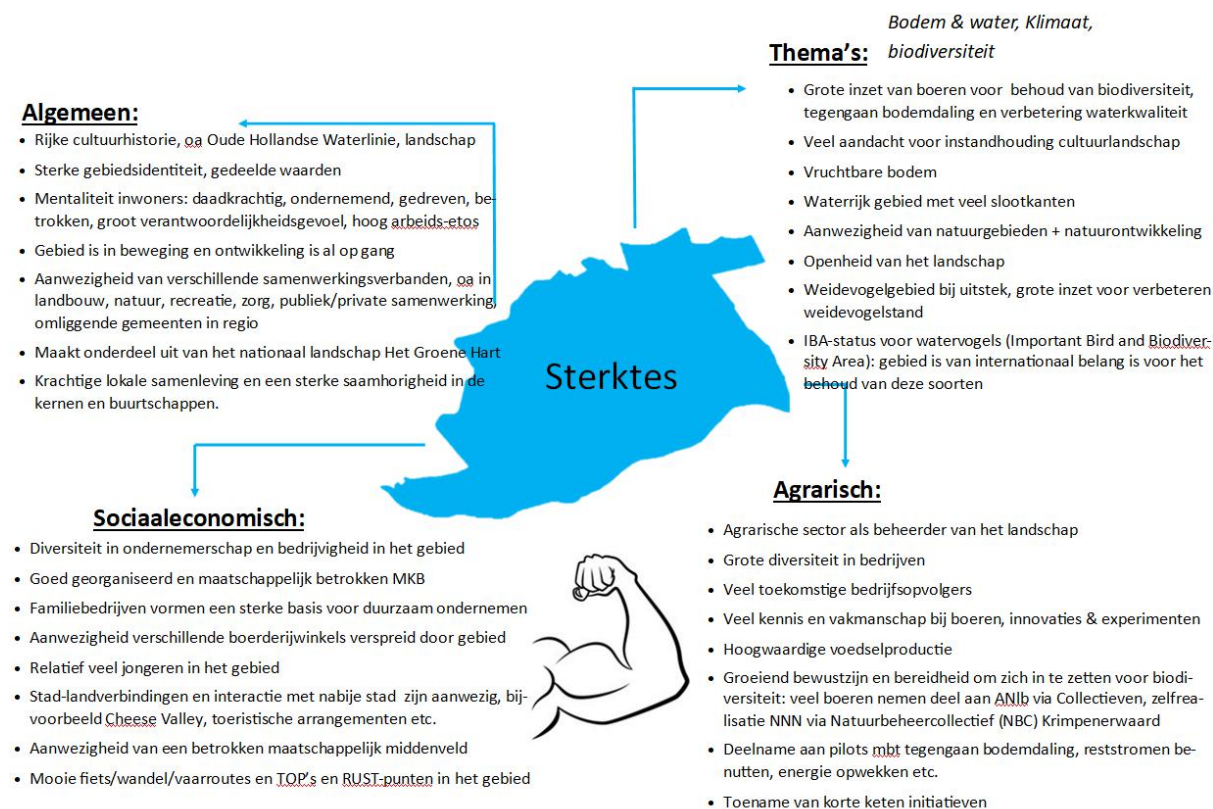 Algemeen:
• Rijke cultuurhistorie, oa Oude Hollandse Waterlinie, landschap
• Sterke gebiedsidentiteit, gedeelde waarden
• Mentaliteit inwoners: daadkrachtig, ondernemend, gedreven, be-
trokken, groot verantwoordelijkheidsgevoel, hoog arbeids-etos
• Gebied is in beweging en ontwikkeling is al op gang
• Aanwezigheid van verschillende samenwerkingsverbanden, oa in
landbouw, natuur, recreatie, zorg, publiek/private samenwerking,
omliggende gemeenten in regio
• Maakt onderdeel uit van het nationaal landschap Het Groene Hart
• Krachtige lokale samenleving en een sterke saamhorigheid in de
kernen en buurtschappen.
Thema's:
Bodem & water, Klimaat,
biodiversiteit
• Grote inzet van boeren voor behoud van biodiversiteit,
tegengaan bodemdaling en verbetering waterkwaliteit
• Veel aandacht voor instandhouding cultuurlandschap
• Vruchtbare bodem
• Waterrijk gebied met veel slootkanten
• Aanwezigheid van natuurgebieden + natuurontwikkeling
• Openheid van het landschap
• Weidevogelgebied bij uitstek, grote inzet voor verbeteren
weidevogelstand
• IBA-status voor watervogels (Important Bird and Biodiver-
sity Area): gebied is van internationaal belang is voor het
behoud van deze soorten
Sterktes
Sociaaleconomisch:
• Diversiteit in ondernemerschap en bedrijvigheid in het gebied
• Goed georganiseerd en maatschappelijk betrokken MKB
• Familiebedrijven vormen een sterke basis voor duurzaam ondernemen
• Aanwezigheid verschillende boerderijwinkels verspreid door gebied
• Relatief veel jongeren in het gebied
• Stad-landverbindingen en interactie met nabije stad zijn aanwezig, bij-
voorbeeld Cheese Valley, toeristische arrangementen etc.
• Aanwezigheid van een betrokken maatschappelijk middenveld
• Mooie fiets/wandel/vaarroutes en TOP's en RUST-punten in het gebied
Agrarisch:
• Agrarische sector als beheerder van het landschap
• Grote diversiteit in bedrijven
• Veel toekomstige bedrijfsopvolgers
• Veel kennis en vakmanschap bij boeren, innovaties & experimenten
• Hoogwaardige voedselproductie
• Groeiend bewustzijn en bereidheid om zich in te zetten voor biodi-
versiteit: veel boeren nemen deel aan ANlb via Collectieven, zelfrea-
lisatie NNN via Natuurbeheercollectief (NBC) Krimpenerwaard
• Deelname aan pilots mbt tegengaan bodemdaling, reststromen be-
nutten, energie opwekken etc.
• Toename van korte keten initiatieven